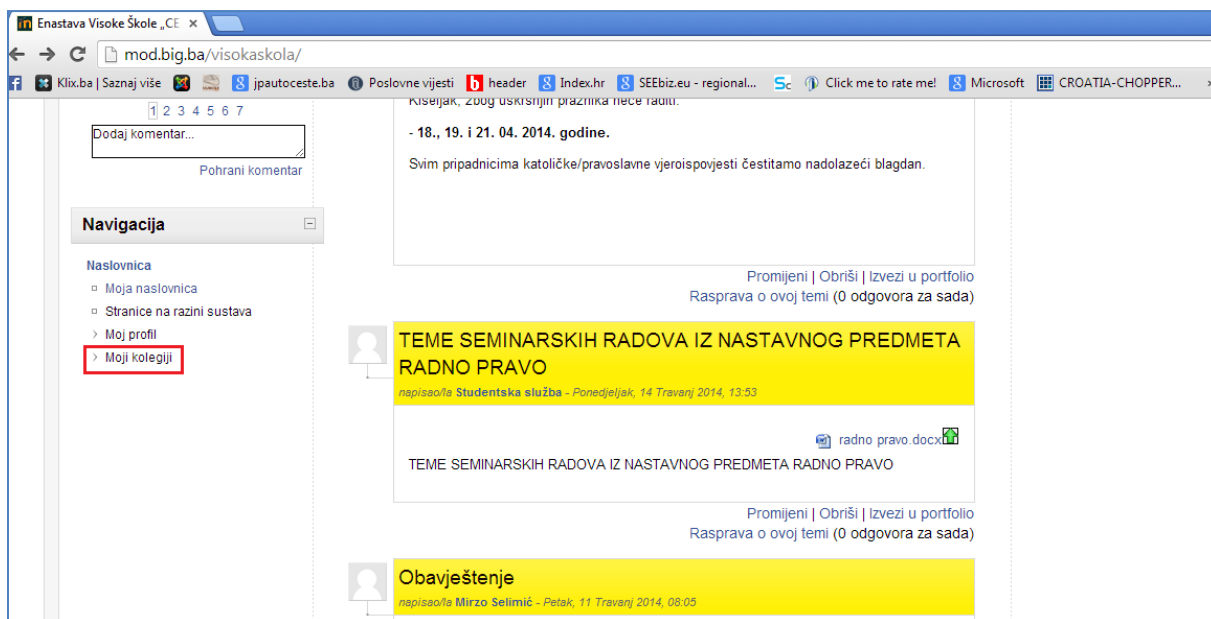 Enastava Visoke Škole „CE
mod.big.ba/visokaskola/
Klix.ba | Saznaj više jpautoceste.ba Poslovne vijesti header Index.hr SEEbiz.eu - regional... Click me to rate me! Microsoft CROATIA-CHOPPER...
1 2 3 4 5 6 7
Dodaj komentar...
Pohrani komentar
Navigacija
Naslovnica
Moja naslovnica
Stranice na razini sustava
Moj profil
Moji kolegiji
Kiseljak, zbog uskršnjih praznika neće raditi:
- 18., 19. i 21. 04. 2014. godine.
Svim pripadnicima katoličke/pravoslavne vjeroispovjesti čestitamo nadolazeći blagdan.
Promijeni | Obriši | Izvezi u portfolio
Rasprava o ovoj temi (0 odgovora za sada)
TEME SEMINARSKIH RADOVA IZ NASTAVNOG PREDMETA
RADNO PRAVO
napisao/la Studentska služba - Ponedjeljak, 14 Travanj 2014, 13:53
radno pravo.docx
TEME SEMINARSKIH RADOVA IZ NASTAVNOG PREDMETA RADNO PRAVO
Promijeni | Obriši | Izvezi u portfolio
Rasprava o ovoj temi (0 odgovora za sada)
Obavještenje
napisao/la Mirzo Selimić - Petak, 11 Travanj 2014, 08:05